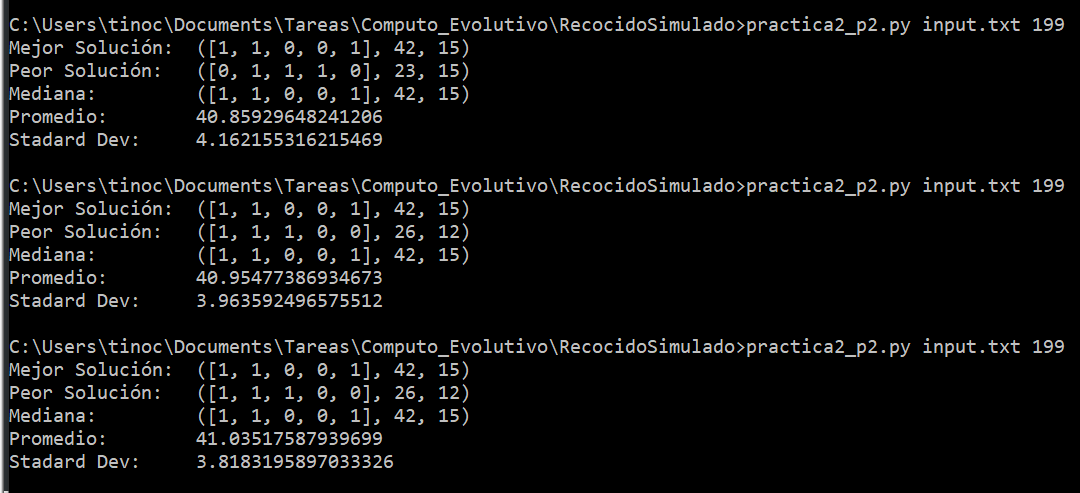 C:\Users\tinoc\Documents\Tareas\Computo_Evolutivo\RecocidoSimulado>practica2_p2.py input.txt 199
Mejor Solución:  ([1, 1, 0, 0, 1], 42, 15)
Peor Solución:   ([0, 1, 1, 1, 0], 23, 15)
Mediana:         ([1, 1, 0, 0, 1], 42, 15)
Promedio:        40.85929648241206
Stadard Dev:     4.162155316215469

C:\Users\tinoc\Documents\Tareas\Computo_Evolutivo\RecocidoSimulado>practica2_p2.py input.txt 199
Mejor Solución:  ([1, 1, 0, 0, 1], 42, 15)
Peor Solución:   ([1, 1, 1, 0, 0], 26, 12)
Mediana:         ([1, 1, 0, 0, 1], 42, 15)
Promedio:        40.95477386934673
Stadard Dev:     3.963592496575512

C:\Users\tinoc\Documents\Tareas\Computo_Evolutivo\RecocidoSimulado>practica2_p2.py input.txt 199
Mejor Solución:  ([1, 1, 0, 0, 1], 42, 15)
Peor Solución:   ([1, 1, 1, 0, 0], 26, 12)
Mediana:         ([1, 1, 0, 0, 1], 42, 15)
Promedio:        41.03517587939699
Stadard Dev:     3.8183195897033326